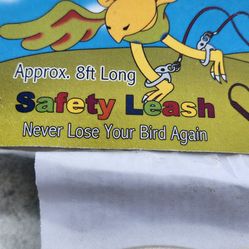 Approx. 8ft Long
Safety Leash
Never Lose Your Bird Again